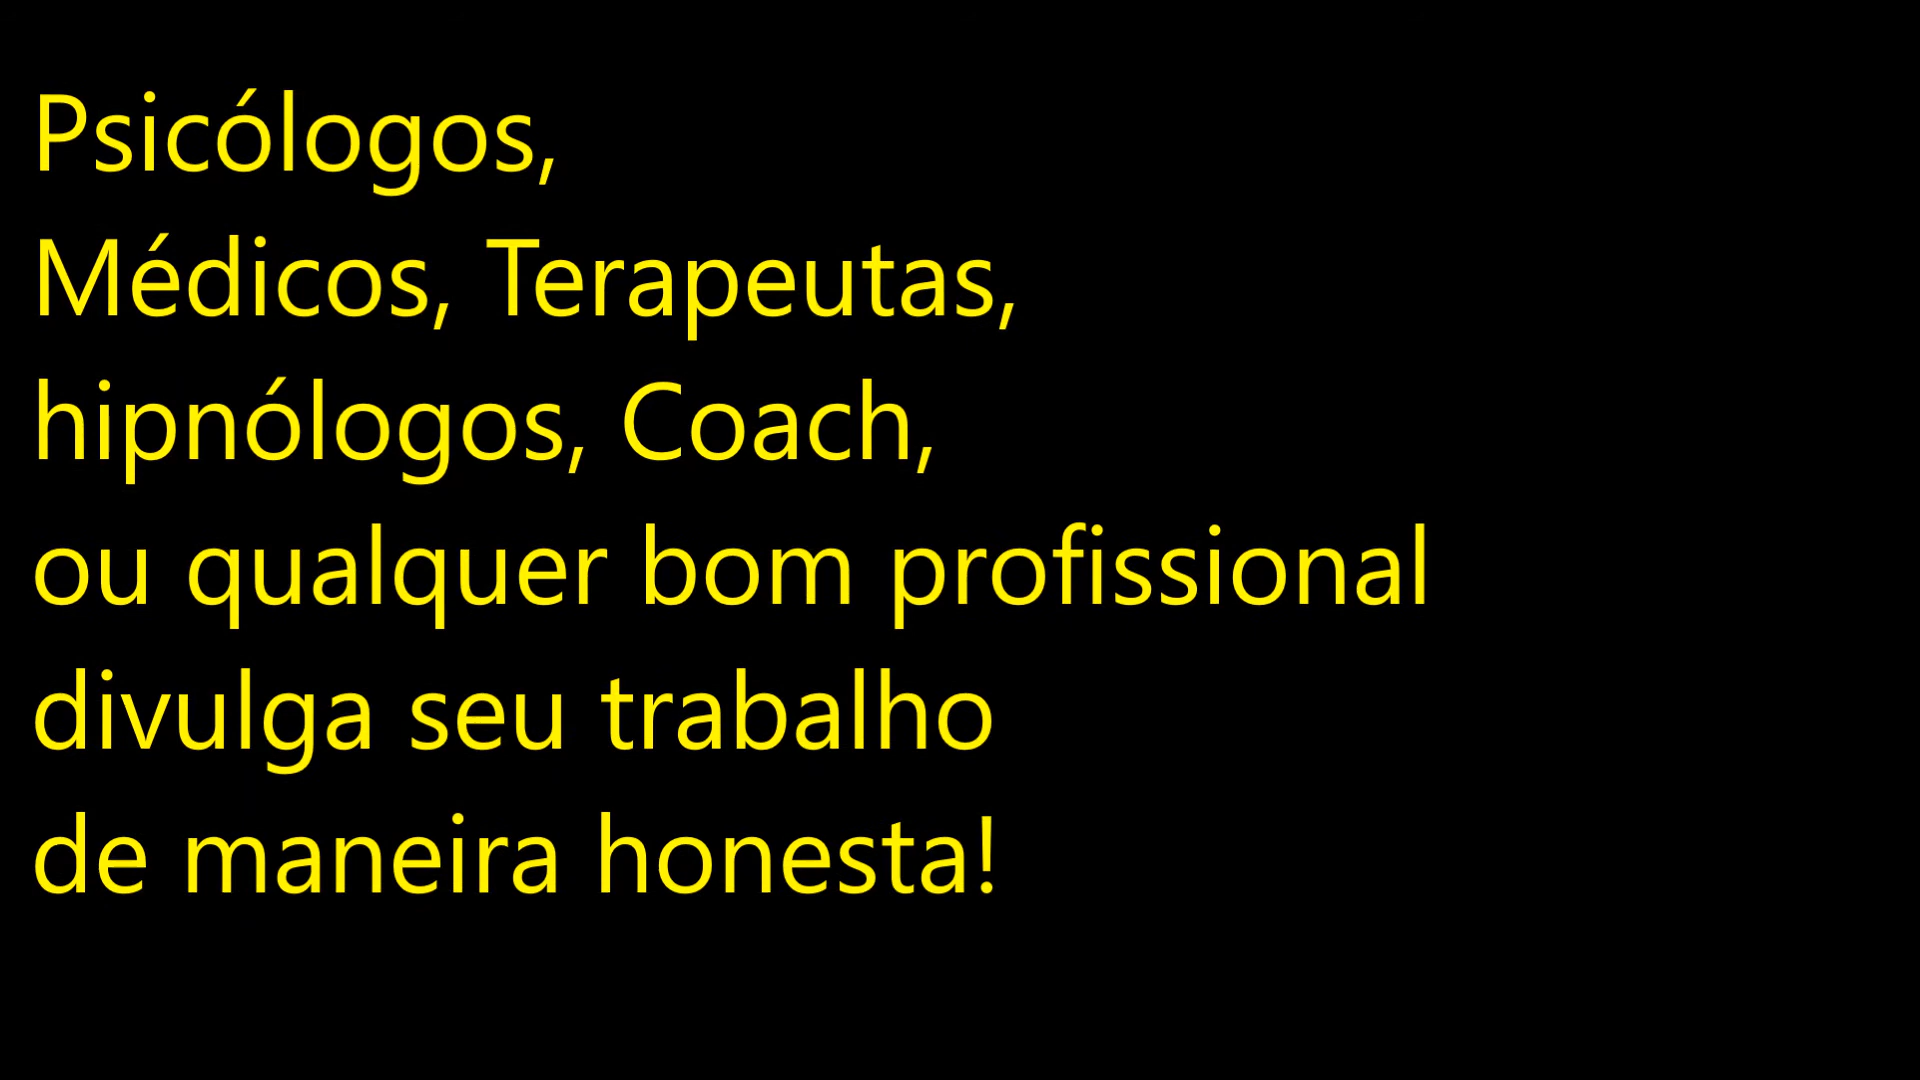 Psicólogos,
Médicos, Terapeutas,
hipnólogos, Coach,
ou qualquer bom profissional
divulga seu trabalho
de maneira honesta!